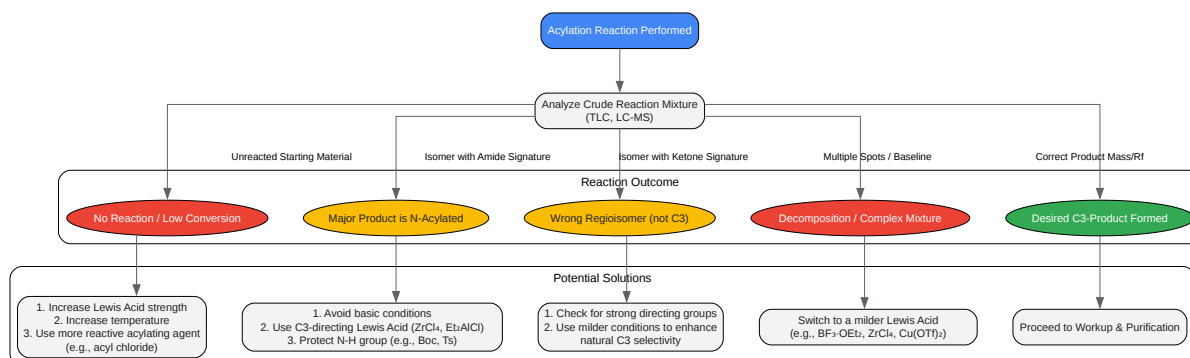 Acylation Reaction Performed
Analyze Crude Reaction Mixture
(TLC, LC-MS)
Unreacted Starting Material
Isomer with Amide Signature
Isomer with Ketone Signature
Multiple Spots / Baseline
Correct Product Mass/Rf
Reaction Outcome
No Reaction / Low Conversion
Major Product is N-Acylated
Wrong Regioisomer (not C3)
Decomposition / Complex Mixture
Desired C3-Product Formed
Potential Solutions
1. Increase Lewis Acid strength
2. Increase temperature
3. Use more reactive acylating agent
(e.g., acyl chloride)
1. Avoid basic conditions
2. Use C3-directing Lewis Acid (ZrCl₄, Et₂AlCl)
3. Protect N-H group (e.g., Boc, Ts)
1. Check for strong directing groups
2. Use milder conditions to enhance
natural C3 selectivity
Switch to a milder Lewis Acid
(e.g., BF₃·OEt₂, ZrCl₄, Cu(OTf)₂)
Proceed to Workup & Purification